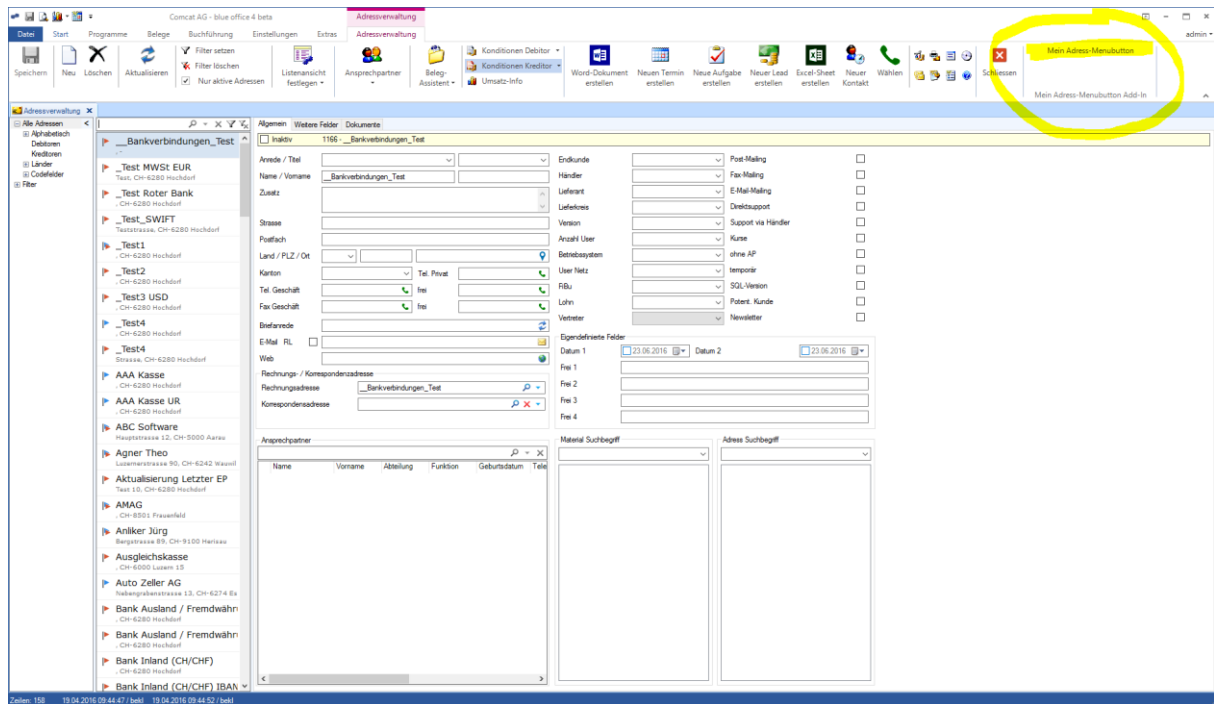 Comcat AG - blue office 4 beta
Adressverwaltung
Datei Start Programme Belege Buchführung Einstellungen Extras Adressverwaltung
admin
Speichern
Neu
Löschen
Aktualisieren
Filter setzen
Filter löschen
Nur aktive Adressen
Listenansicht festlegen
Ansprechpartner
Beleg-Assistent
Konditionen Debitor
Konditionen Kreditor
Umsatz-Info
Word-Dokument erstellen
Neuen Termin erstellen
Neue Aufgabe erstellen
Neuer Lead erstellen
Excel-Sheet erstellen
Neuer Kontakt
Wählen
Schliessen
Mein Adress-Menubutton
Mein Adress-Menubutton Add-In
Adressverwaltung
Alle Adressen
Alphabetisch
Debitoren
Kreditoren
Länder
Codefelder
Filter
__Bankverbindungen_Test
, -
_Test MWSt EUR
Test, CH-6280 Hochdorf
_Test Roter Bank
, CH-6280 Hochdorf
_Test_SWIFT
Teststrasse, CH-6280 Hochdorf
_Test1
, CH-6280 Hochdorf
_Test2
, CH-6280 Hochdorf
_Test3 USD
, CH-6280 Hochdorf
_Test4
, CH-6280 Hochdorf
_Test4
Strasse, CH-6280 Hochdorf
AAA Kasse
, CH-6280 Hochdorf
AAA Kasse UR
, CH-6280 Hochdorf
ABC Software
Hauptstrasse 12, CH-5000 Aarau
Agner Theo
Luzernerstrasse 90, CH-6242 Wauwil
Aktualisierung Letzter EP
Test 10, CH-6280 Hochdorf
AMAG
, CH-8501 Frauenfeld
Anliker Jürg
Bergstrasse 89, CH-9100 Herisau
Ausgleichskasse
, CH-6000 Luzern 15
Auto Zeller AG
Nebengrabenstrasse 13, CH-6274 Es
Bank Ausland / Fremdwähr
, CH-6280 Hochdorf
Bank Ausland / Fremdwähr
, CH-6280 Hochdorf
Bank Inland (CH/CHF)
, CH-6280 Hochdorf
Bank Inland (CH/CHF) IBAN
Allgemein Weitere Felder Dokumente
Inaktiv 1166 - __Bankverbindungen_Test
Anrede / Titel
Name / Vorname __Bankverbindungen_Test
Zusatz
Strasse
Postfach
Land / PLZ / Ort
Kanton Tel. Privat
Tel. Geschäft frei
Fax Geschäft frei
Briefanrede
E-Mail RL
Web
Rechnungs- / Korrespondenzadresse
Rechnungsadresse __Bankverbindungen_Test
Korrespondensadresse
Endkunde Post-Mailing
Händler Fax-Mailing
Lieferant E-Mail-Mailing
Lieferkreis Direktsupport
Version Support via Händler
Anzahl User Kurse
Betriebssystem ohne AP
User Netz temporär
FiBu SQL-Version
Lohn Potent. Kunde
Vertreter Newsletter
Eigendefinierte Felder
Datum 1 23.06.2016 Datum 2 23.06.2016
Frei 1
Frei 2
Frei 3
Frei 4
Ansprechpartner
Name Vorname Abteilung Funktion Geburtsdatum Tele
Material Suchbegriff
Adress Suchbegriff
Zeilen: 158 19.04.2016 09:44:47 / bekl 19.04.2016 09:44:52 / bekl